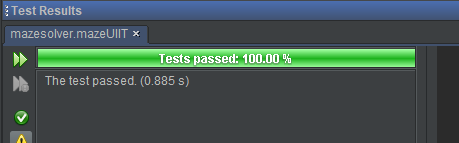 Test Results
mazesolver.mazeUIIT
Tests passed: 100.00 %
The test passed. (0.885 s)